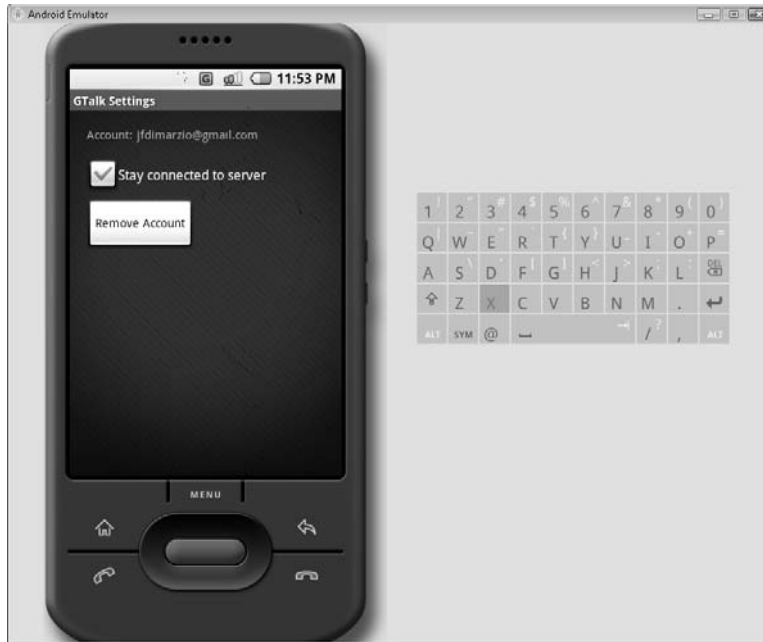 Android Emulator
G 11:53 PM
GTalk Settings
Account: jfdimarzio@gmail.com
Stay connected to server
Remove Account
MENU
1 ! 2 3 # 4 $ 5 % 6 ^ 7 & 8 * 9 ( 0 )
Q W E R T { Y } U - I O + P =
A S \ D F [ G ] H < J > K ; L : DEL
Z X C V B N M .
ALT SYM @ / ? , ALT